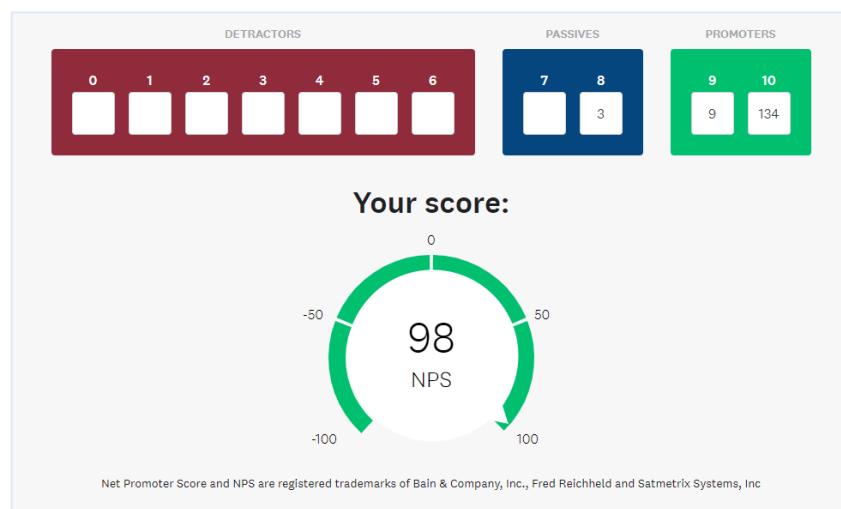 DETRACTORS PASSIVES PROMOTERS
0 1 2 3 4 5 6 7 8 9 10
3 9 134
Your score:
0
-50 50
98
NPS
-100 100
Net Promoter Score and NPS are registered trademarks of Bain & Company, Inc., Fred Reichheld and Satmetrix Systems, Inc